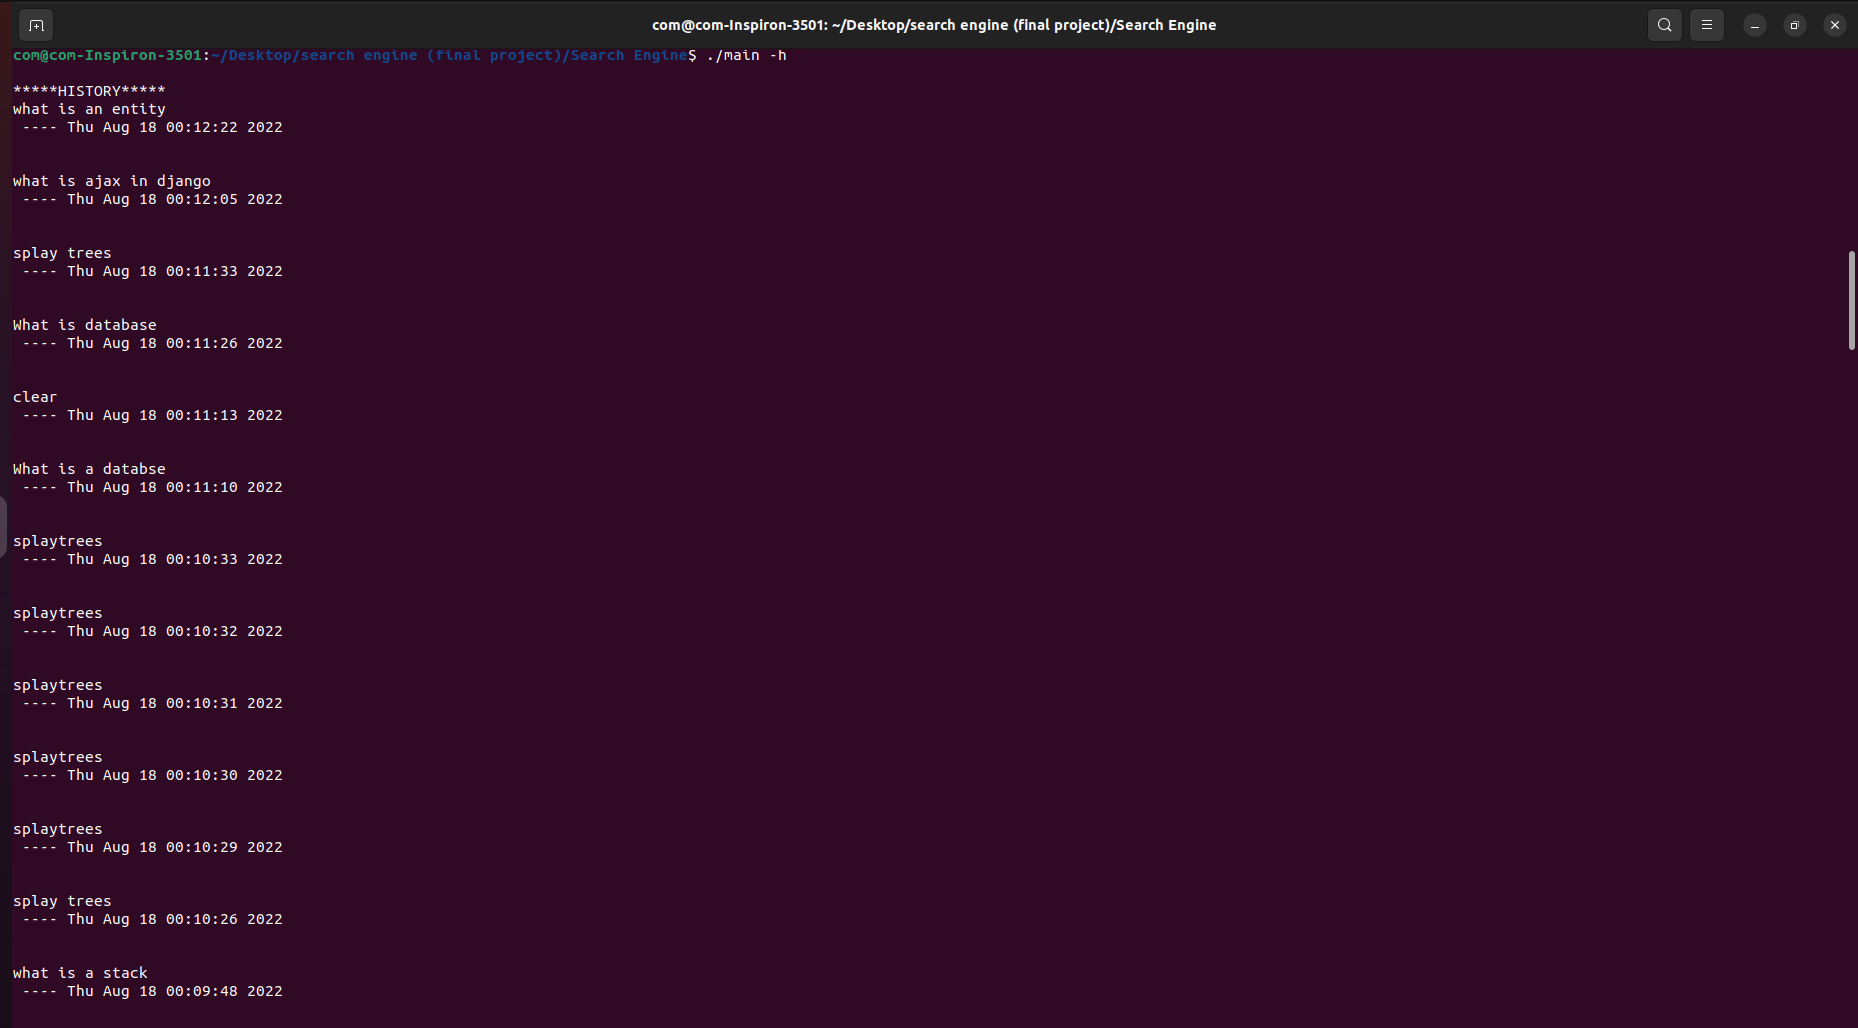 com@com-Inspiron-3501: ~/Desktop/search engine (final project)/Search Engine
com@com-Inspiron-3501:~/Desktop/search engine (final project)/Search Engine$ ./main -h
*****HISTORY*****
what is an entity
---- Thu Aug 18 00:12:22 2022
what is ajax in django
---- Thu Aug 18 00:12:05 2022
splay trees
---- Thu Aug 18 00:11:33 2022
What is database
---- Thu Aug 18 00:11:26 2022
clear
---- Thu Aug 18 00:11:13 2022
What is a databse
---- Thu Aug 18 00:11:10 2022
splaytrees
---- Thu Aug 18 00:10:33 2022
splaytrees
---- Thu Aug 18 00:10:32 2022
splaytrees
---- Thu Aug 18 00:10:31 2022
splaytrees
---- Thu Aug 18 00:10:30 2022
splaytrees
---- Thu Aug 18 00:10:29 2022
splay trees
---- Thu Aug 18 00:10:26 2022
what is a stack
---- Thu Aug 18 00:09:48 2022